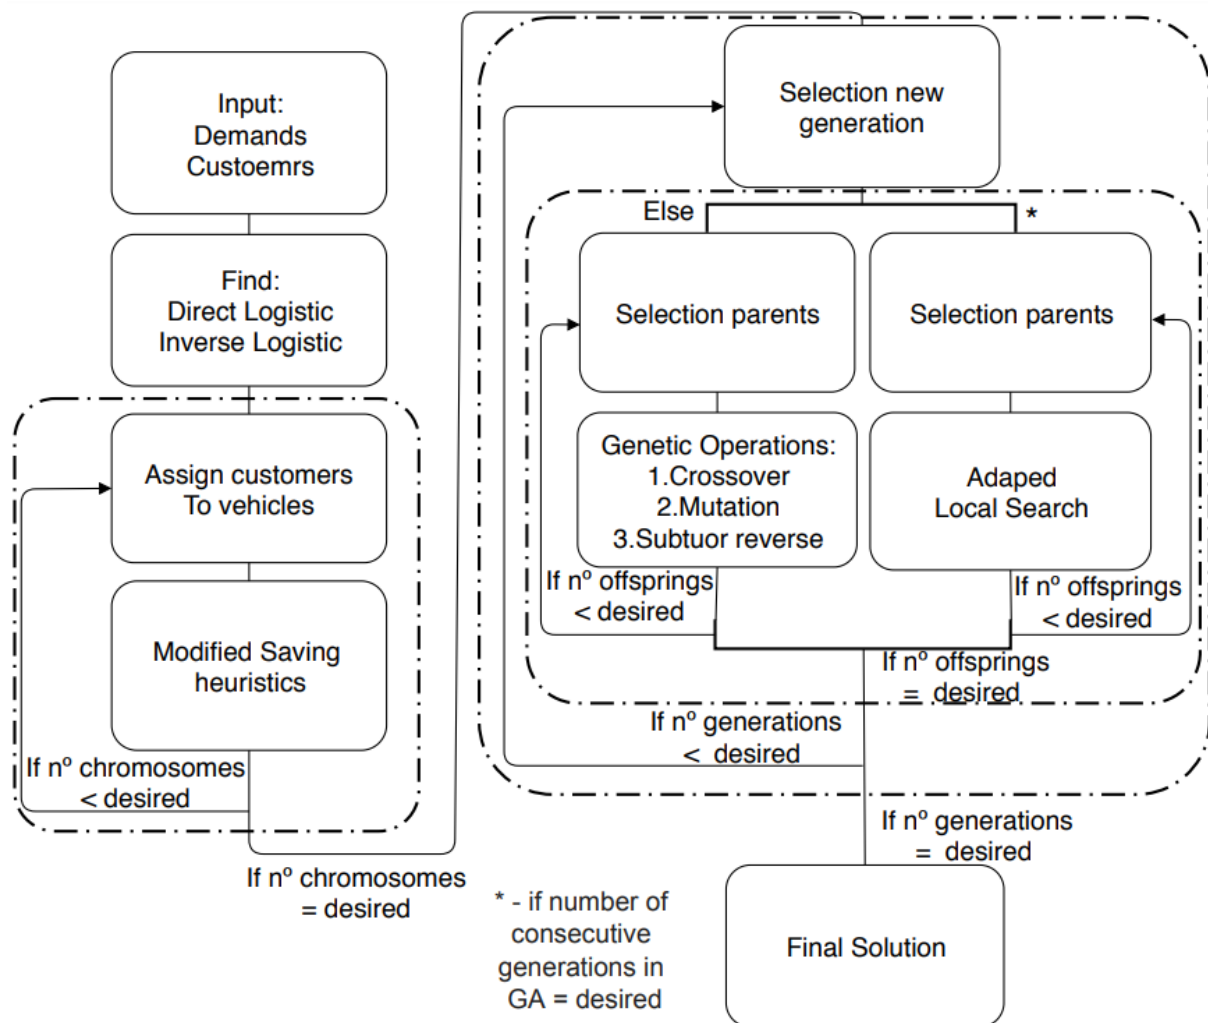 Input:
Demands
Custoemrs
Find:
Direct Logistic
Inverse Logistic
Assign customers
To vehicles
Modified Saving
heuristics
If nº chromosomes
< desired
If nº chromosomes
= desired
Selection new
generation
Else
*
Selection parents
Selection parents
Genetic Operations:
1.Crossover
2.Mutation
3.Subtuor reverse
Adaped
Local Search
If nº offsprings
< desired
If nº offsprings
< desired
If nº offsprings
= desired
If nº generations
< desired
If nº generations
= desired
* - if number of
consecutive
generations in
GA = desired
Final Solution